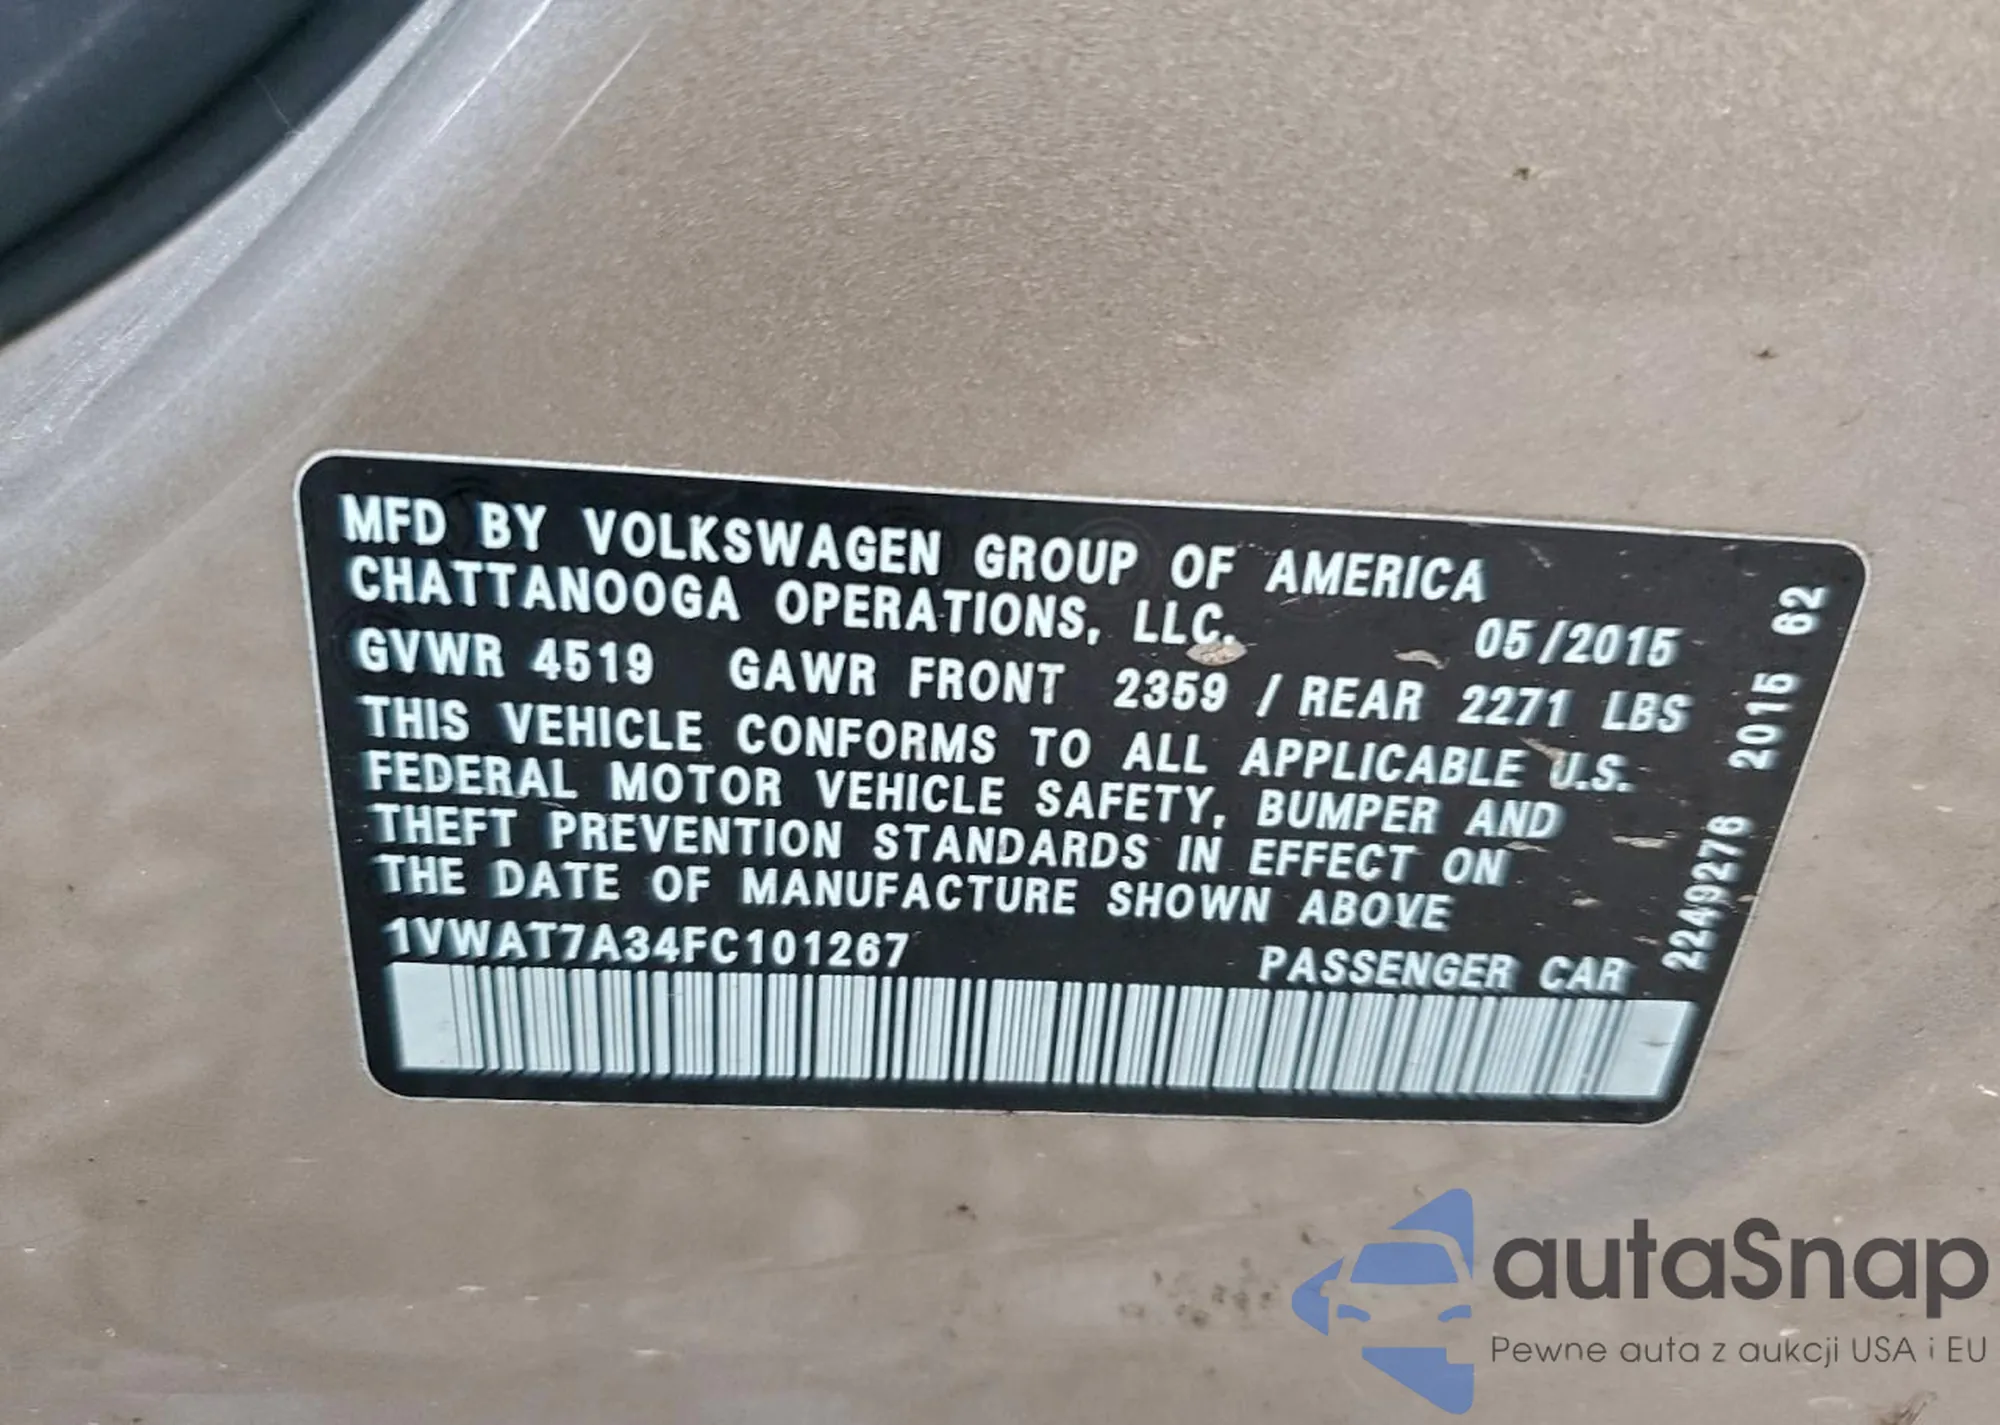 MFD BY VOLKSWAGEN GROUP OF AMERICA
CHATTANOOGA OPERATIONS, LLC.
05/2015
GVWR 4519 GAWR FRONT 2359 / REAR 2271 LBS
THIS VEHICLE CONFORMS TO ALL APPLICABLE U.S.
FEDERAL MOTOR VEHICLE SAFETY, BUMPER AND
THEFT PREVENTION STANDARDS IN EFFECT ON
THE DATE OF MANUFACTURE SHOWN ABOVE
1VWAT7A34FC101267 PASSENGER CAR
2249276 2015 62
autaSnap
Pewne auta z aukcji USA i EU